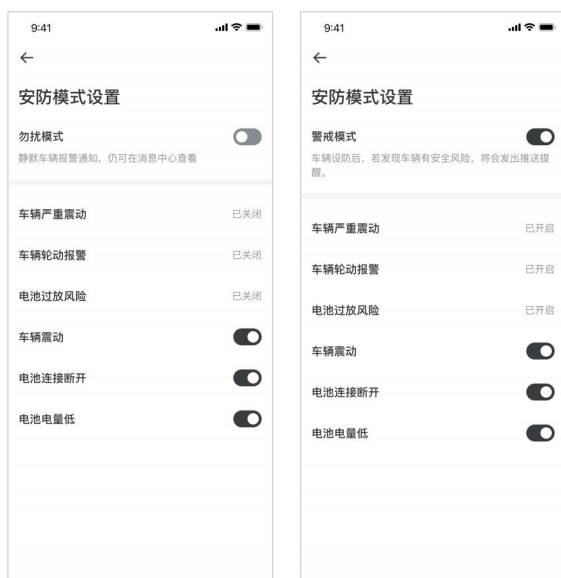 9:41
安防模式设置
勿扰模式
静默车辆报警通知，仍可在消息中心查看
车辆严重震动
已关闭
车辆轮动报警
已关闭
电池过放风险
已关闭
车辆震动
电池连接断开
电池电量低
9:41
安防模式设置
警戒模式
车辆设防后，若发现车辆有安全风险，将会发出推送提
醒。
车辆严重震动
已开启
车辆轮动报警
已开启
电池过放风险
已开启
车辆震动
电池连接断开
电池电量低